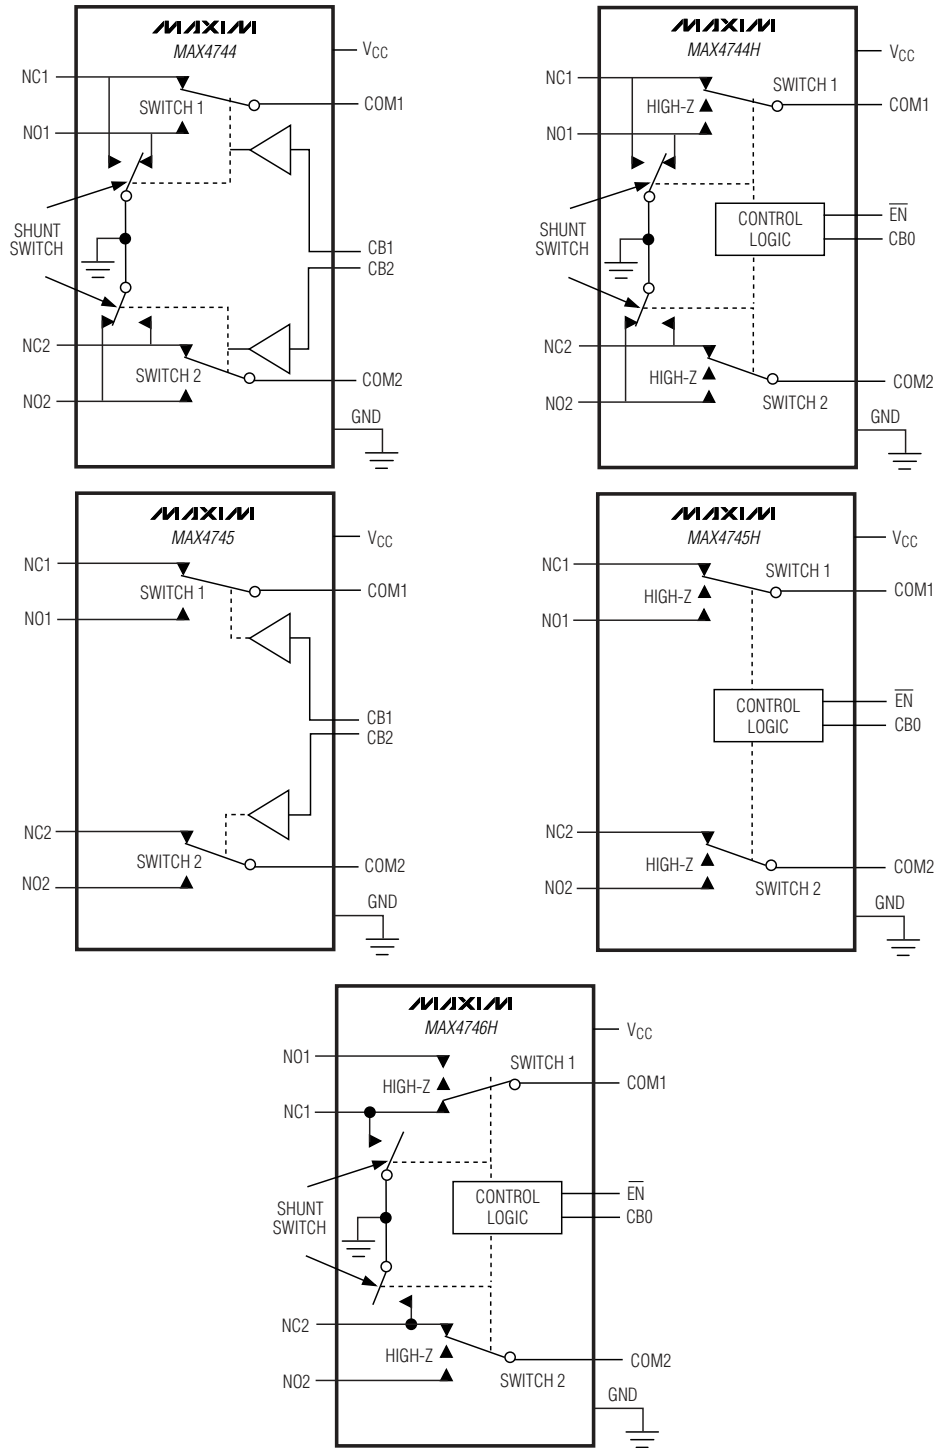 MAXIM
MAX4744
VCC
NC1
SWITCH 1
COM1
NO1
SHUNT
SWITCH
CB1
CB2
NC2
SWITCH 2
COM2
NO2
GND
MAXIM
MAX4744H
VCC
NC1
SWITCH 1
HIGH-Z
COM1
NO1
SHUNT
SWITCH
CONTROL
LOGIC
EN
CB0
NC2
HIGH-Z
COM2
NO2
SWITCH 2
GND
MAXIM
MAX4745
VCC
NC1
SWITCH 1
COM1
NO1
CB1
CB2
NC2
SWITCH 2
COM2
NO2
GND
MAXIM
MAX4745H
VCC
NC1
SWITCH 1
HIGH-Z
COM1
NO1
CONTROL
LOGIC
EN
CB0
NC2
HIGH-Z
COM2
NO2
SWITCH 2
GND
MAXIM
MAX4746H
VCC
NO1
SWITCH 1
HIGH-Z
COM1
NC1
SHUNT
SWITCH
CONTROL
LOGIC
EN
CB0
NC2
HIGH-Z
COM2
NO2
SWITCH 2
GND